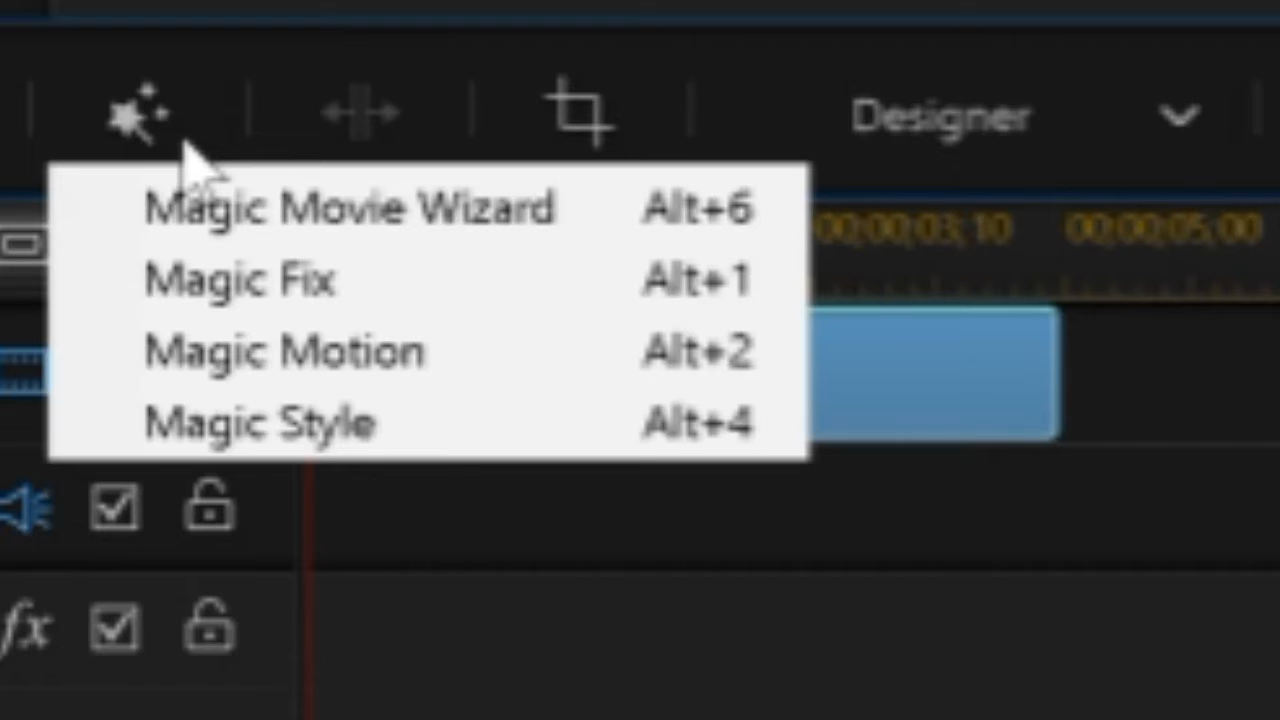 Designer
Magic Movie Wizard Alt+6
00;00;03;10 00;00;05;00
Magic Fix Alt+1
Magic Motion Alt+2
Magic Style Alt+4
fx